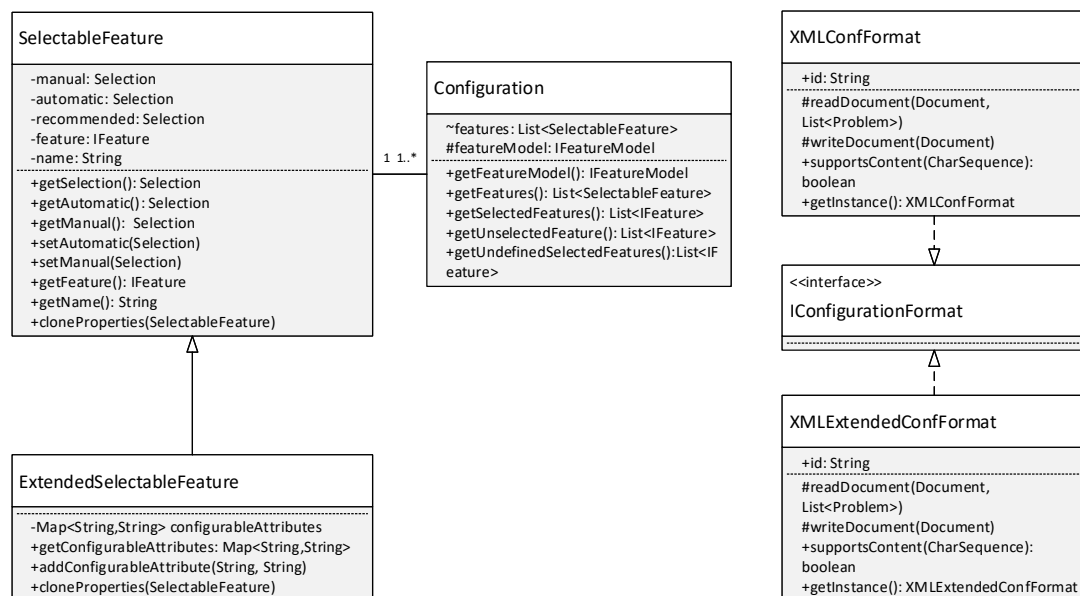 SelectableFeature
-manual: Selection
-automatic: Selection
-recommended: Selection
-feature: IFeature
-name: String
+getSelection(): Selection
+getAutomatic(): Selection
+getManual():  Selection
+setAutomatic(Selection)
+setManual(Selection)
+getFeature(): IFeature
+getName(): String
+cloneProperties(SelectableFeature)
1 1..*
Configuration
~features: List<SelectableFeature>
#featureModel: IFeatureModel
+getFeatureModel(): IFeatureModel
+getFeatures(): List<SelectableFeature>
+getSelectedFeatures(): List<IFeature>
+getUnselectedFeature(): List<IFeature>
+getUndefinedSelectedFeatures():List<IF
eature>
XMLConfFormat
+id: String
#readDocument(Document,
List<Problem>)
#writeDocument(Document)
+supportsContent(CharSequence):
boolean
+getInstance(): XMLConfFormat
<<interface>>
IConfigurationFormat
ExtendedSelectableFeature
-Map<String,String> configurableAttributes
+getConfigurableAttributes: Map<String,String>
+addConfigurableAttribute(String, String)
+cloneProperties(SelectableFeature)
XMLExtendedConfFormat
+id: String
#readDocument(Document,
List<Problem>)
#writeDocument(Document)
+supportsContent(CharSequence):
boolean
+getInstance(): XMLExtendedConfFormat